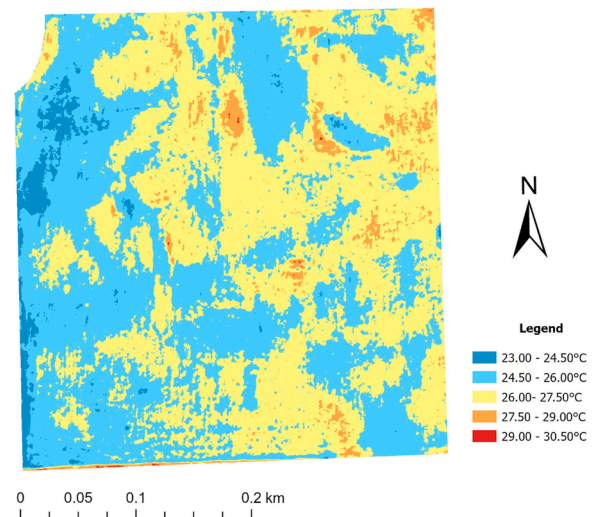 N
Legend
23.00 - 24.50°C
24.50 - 26.00°C
26.00- 27.50°C
27.50 - 29.00°C
29.00 - 30.50°C
0 0.05 0.1 0.2 km